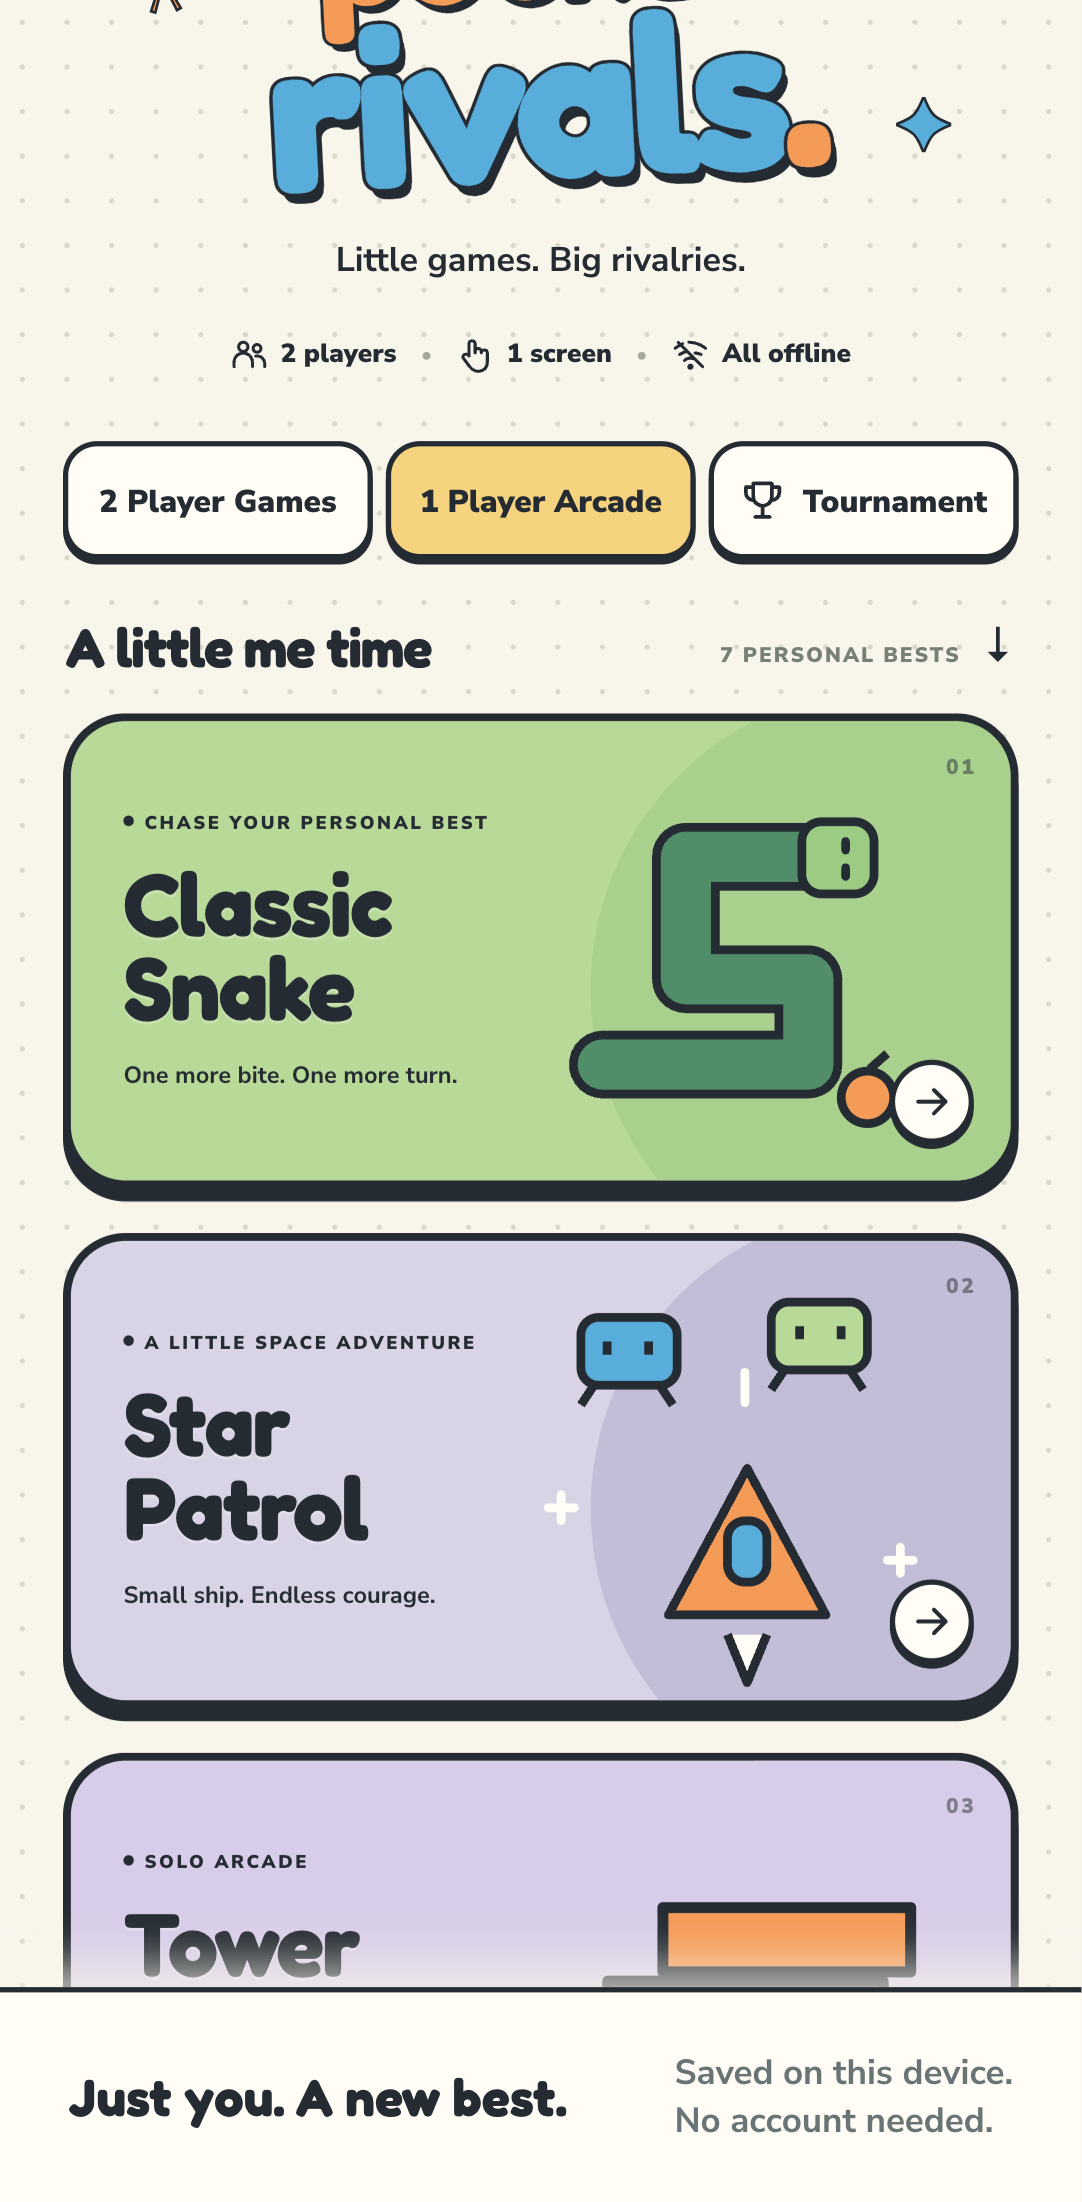 rivals.
Little games. Big rivalries.
2 players • 1 screen • All offline
2 Player Games
1 Player Arcade
Tournament
A little me time
7 PERSONAL BESTS
01
CHASE YOUR PERSONAL BEST
Classic
Snake
One more bite. One more turn.
02
A LITTLE SPACE ADVENTURE
Star
Patrol
Small ship. Endless courage.
03
SOLO ARCADE
Tower
Just you. A new best.
Saved on this device.
No account needed.